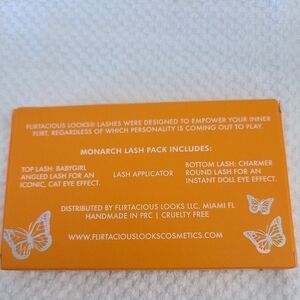 FLIRTACIOUS LOOKS® LASHES WERE DESIGNED TO EMPOWER YOUR INNER
FLIRT, REGARDLESS OF WHICH PERSONALITY IS COMING OUT TO PLAY.
MONARCH LASH PACK INCLUDES:
TOP LASH: BABYGIRL
ANGLED LASH FOR AN
ICONIC, CAT EYE EFFECT.
LASH APPLICATOR
BOTTOM LASH: CHARMER
ROUND LASH FOR AN
INSTANT DOLL EYE EFFECT.
DISTRIBUTED BY FLIRTACIOUS LOOKS LLC. MIAMI FL
HANDMADE IN PRC | CRUELTY FREE
WWW.FLIRTACIOUSLOOKSCOSMETICS.COM